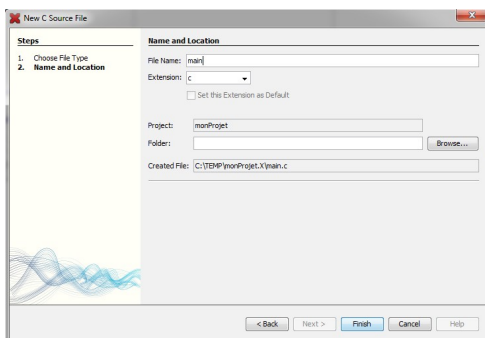 New C Source File
Steps
1. Choose File Type
2. Name and Location
Name and Location
File Name: main
Extension: c
Set this Extension as Default
Project: monProjet
Folder:
Browse...
Created File: C:\TEMP\monProjet.X\main.c
< Back
Next >
Finish
Cancel
Help